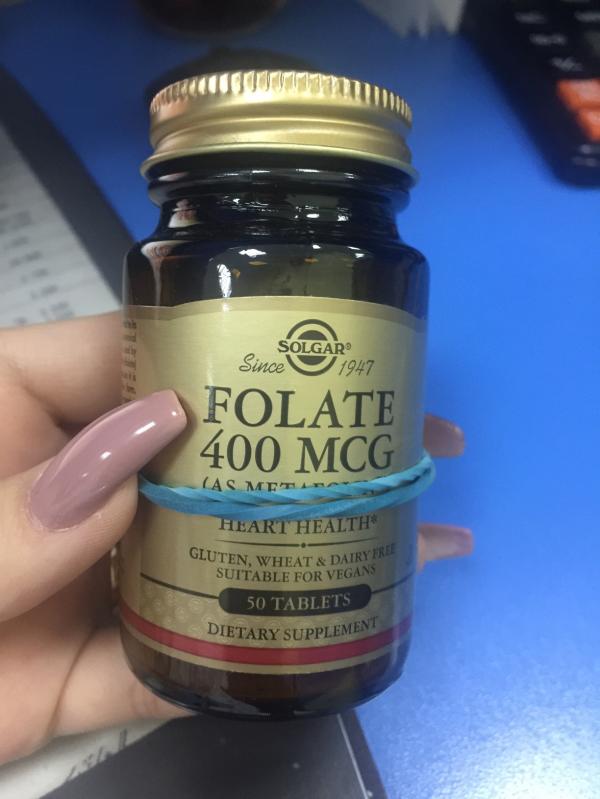 SOLGAR®
Since 1947
FOLATE
400 MCG
(AS
HEART HEALTH*
GLUTEN, WHEAT & DAIRY FREE
SUITABLE FOR VEGANS
50 TABLETS
DIETARY SUPPLEMENT